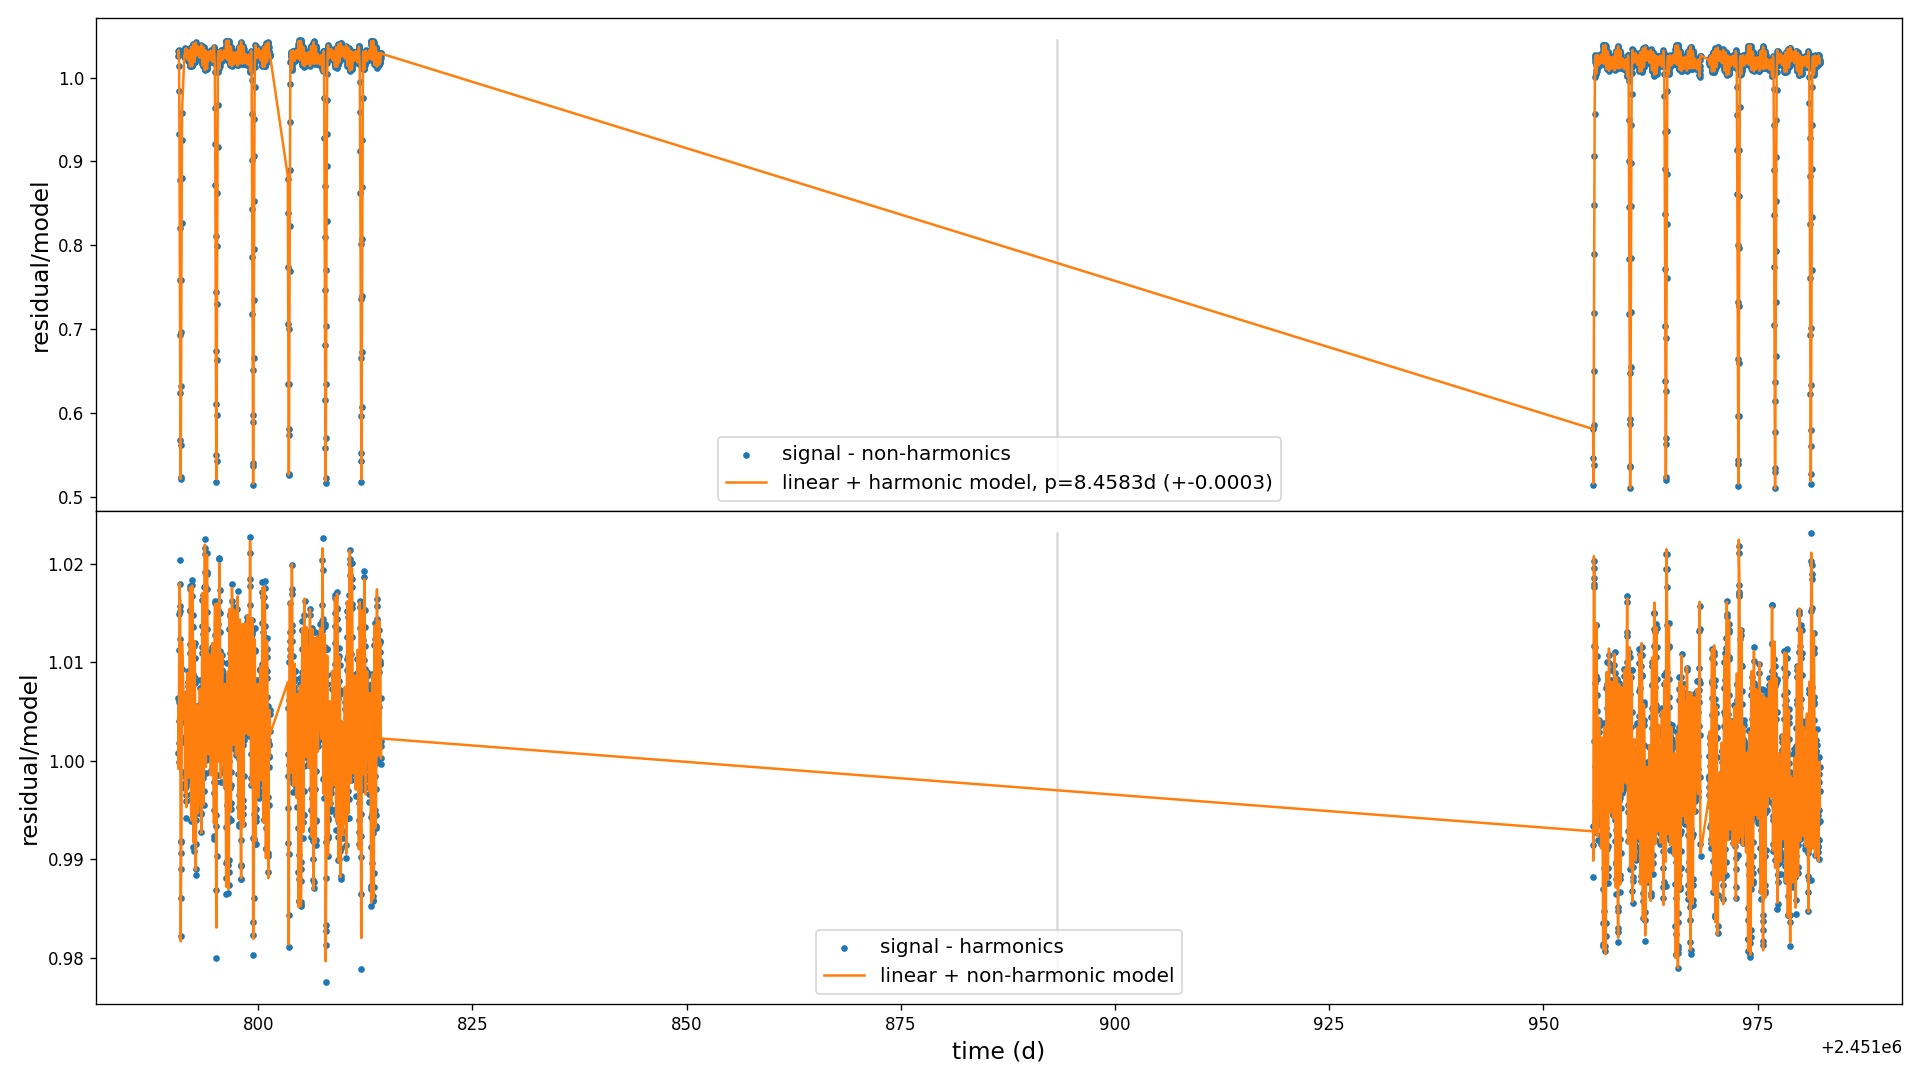 1.0
0.9
0.8
0.7
0.6
0.5
residual/model
signal - non-harmonics
linear + harmonic model, p=8.4583d (+-0.0003)
1.02
1.01
1.00
0.99
0.98
residual/model
signal - harmonics
linear + non-harmonic model
800 825 850 875 900 925 950 975
time (d)
+2.451e6